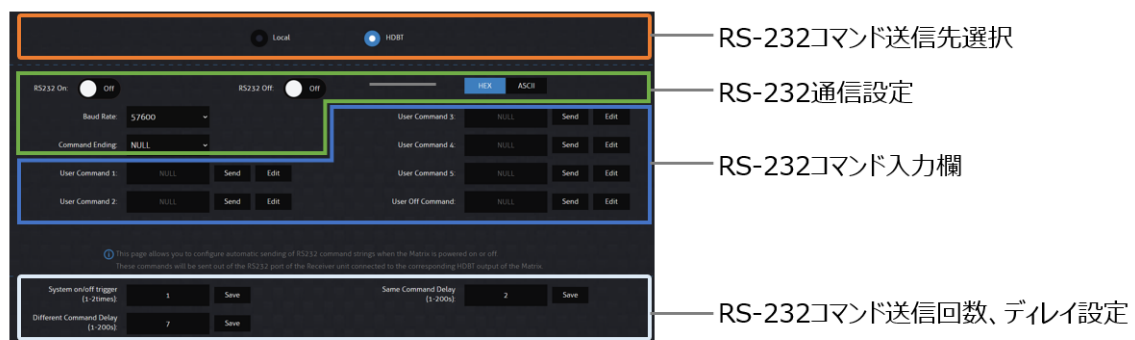 Local HDBT
RS-232コマンド送信先選択
RS232 On: Off RS232 Off: Off HEX ASCII
RS-232通信設定
Baud Rate: 57600 User Command 3: NULL Send Edit
Command Ending: NULL User Command 4: NULL Send Edit
RS-232コマンド入力欄
User Command 1: NULL Send Edit User Command 5: NULL Send Edit
User Command 2: NULL Send Edit User Off Command: NULL Send Edit
This page allows you to configure automatic sending of RS232 command strings when the Matrix is powered on or off.
These commands will be sent out of the RS232 port of the Receiver unit connected to the corresponding HDBT output of the Matrix.
System on/off trigger
(1-2times): 1 Save
Same Command Delay
(1-200s): 2 Save
Different Command Delay
(1-200s): 7 Save
RS-232コマンド送信回数、ディレイ設定